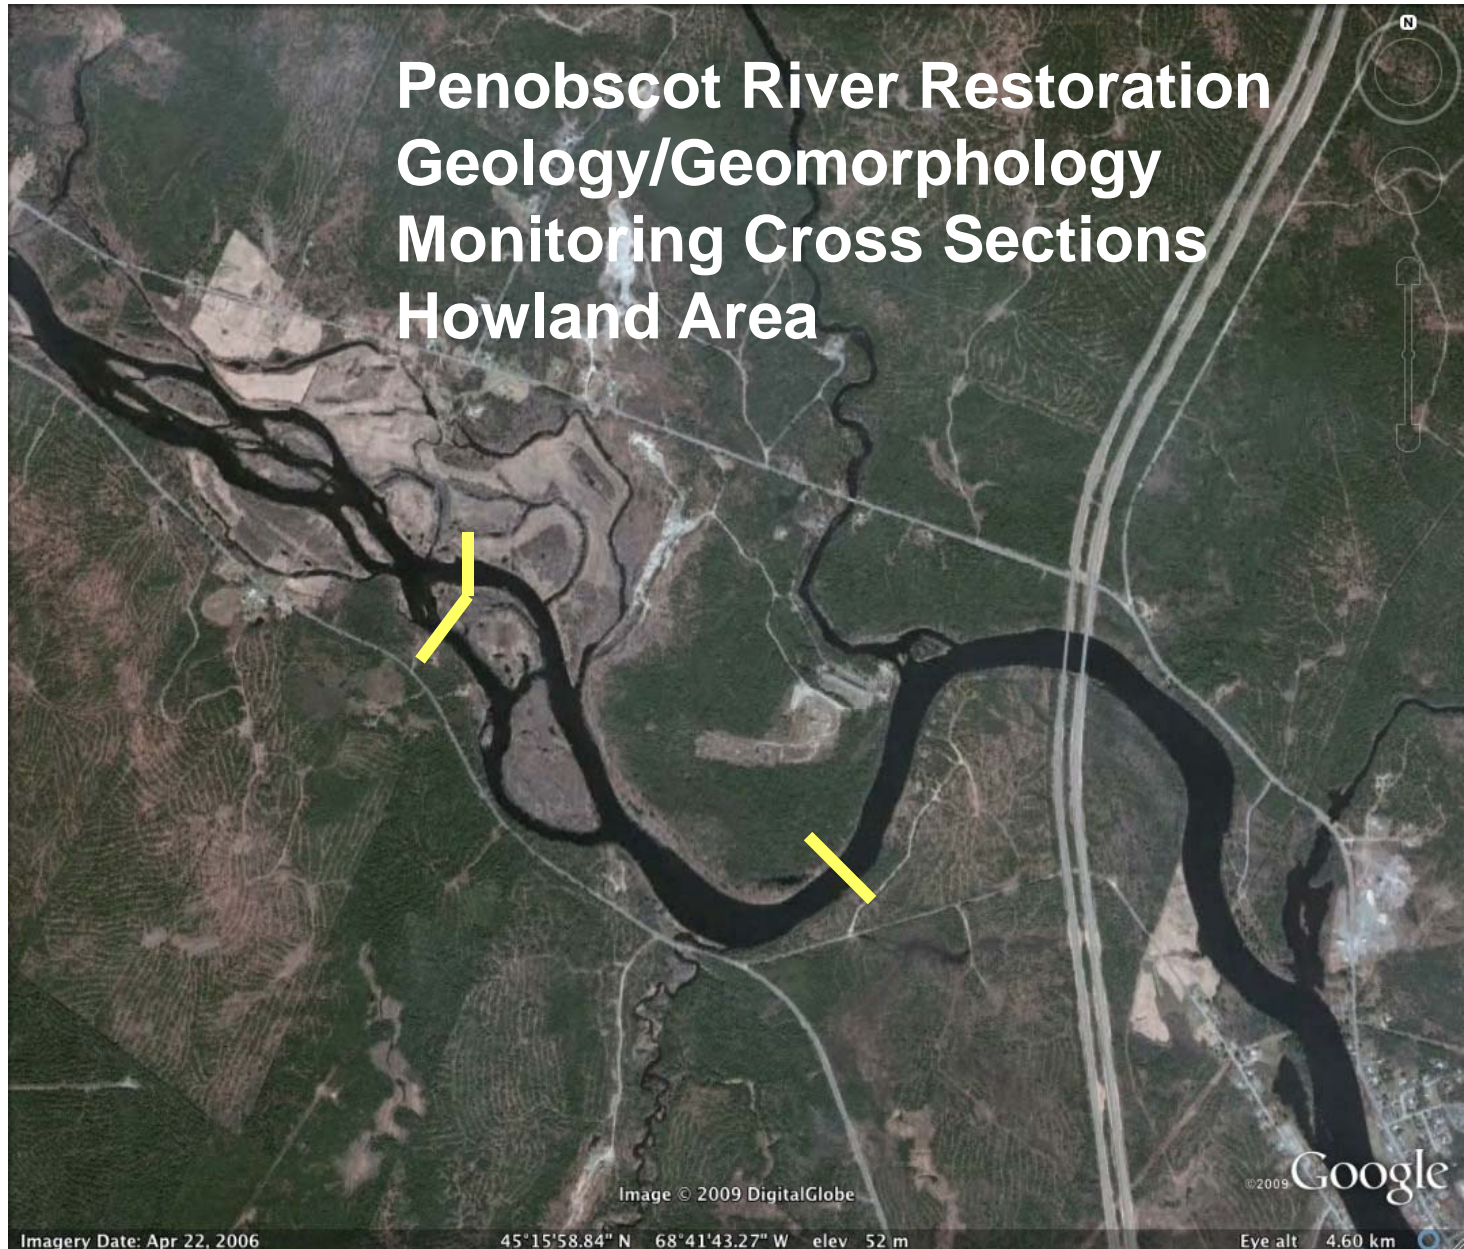 N
Penobscot River Restoration
Geology/Geomorphology
Monitoring Cross Sections
Howland Area
©2009 Google
Image © 2009 DigitalGlobe
Imagery Date: Apr 22, 2006 45°15'58.84" N 68°41'43.27" W elev 52 m Eye alt 4.60 km